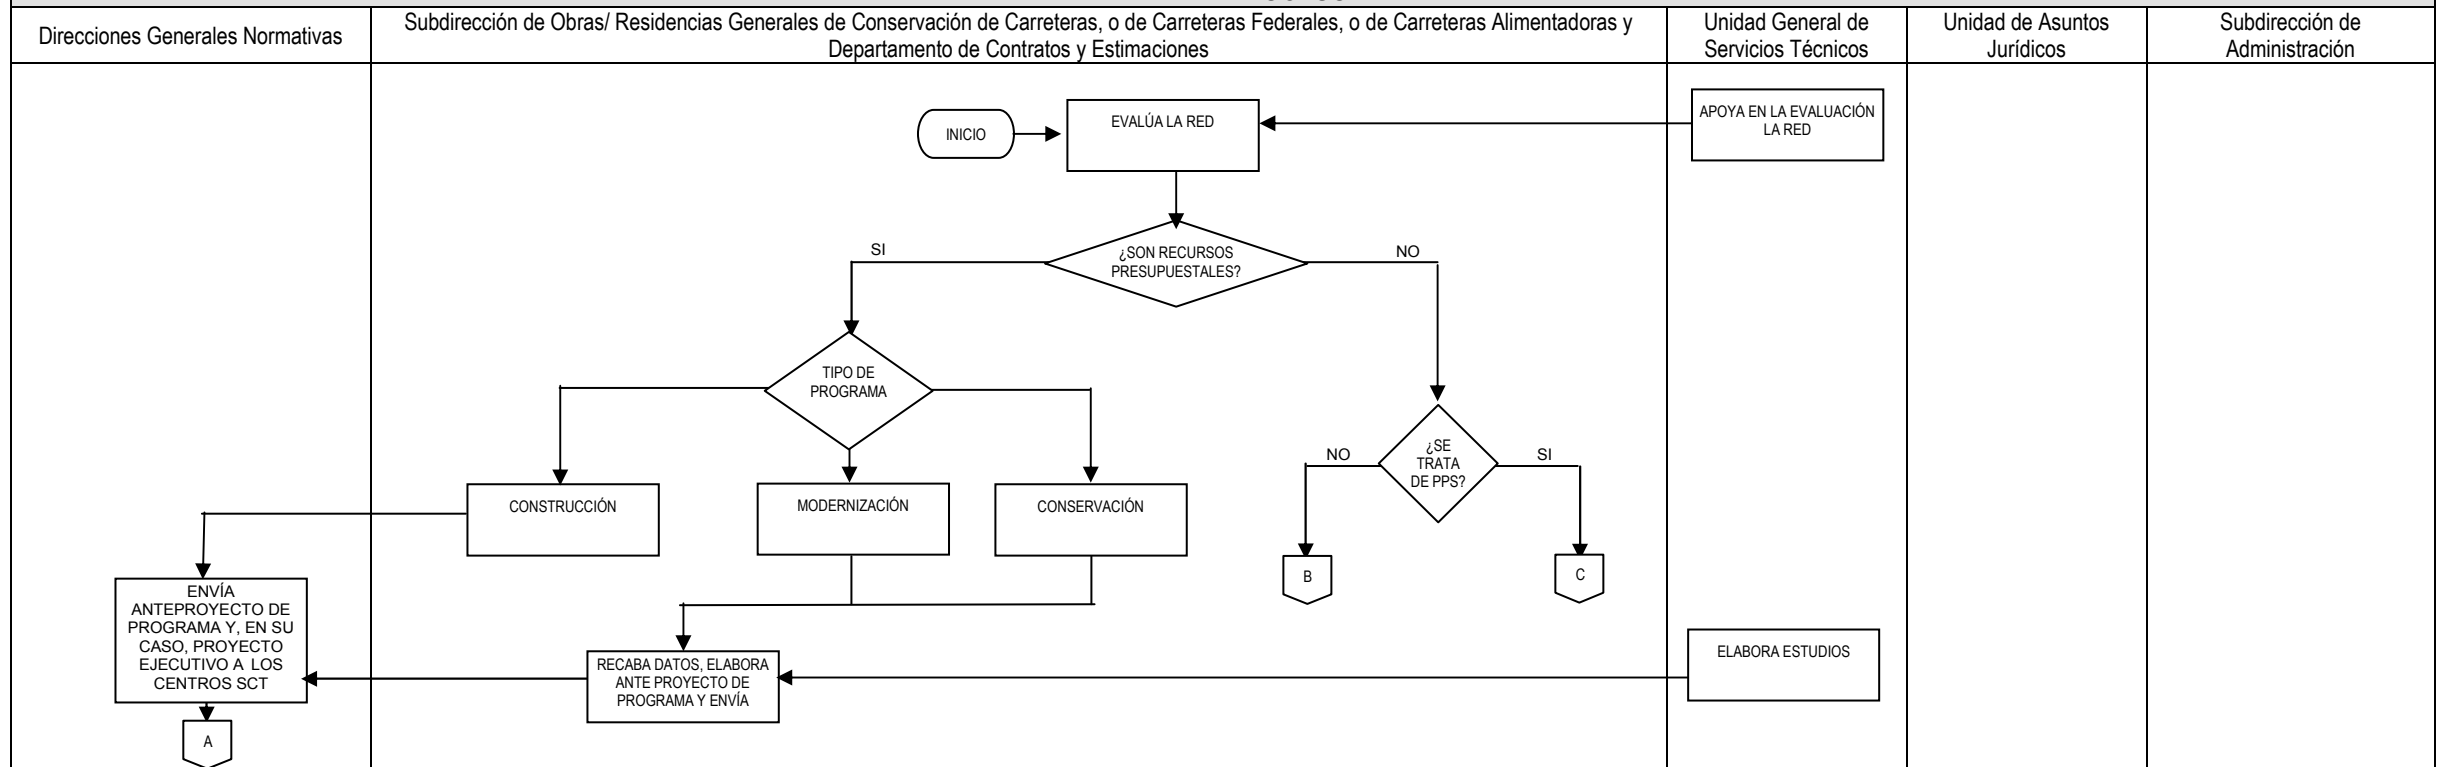 Direcciones Generales Normativas
Subdirección de Obras/ Residencias Generales de Conservación de Carreteras, o de Carreteras Federales, o de Carreteras Alimentadoras y
Departamento de Contratos y Estimaciones
Unidad General de
Servicios Técnicos
Unidad de Asuntos
Jurídicos
Subdirección de
Administración
INICIO
EVALÚA LA RED
APOYA EN LA EVALUACIÓN
LA RED
¿SON RECURSOS
PRESUPUESTALES?
SI
NO
TIPO DE
PROGRAMA
¿SE
TRATA
DE PPS?
NO
SI
CONSTRUCCIÓN
MODERNIZACIÓN
CONSERVACIÓN
B
C
ENVÍA
ANTEPROYECTO DE
PROGRAMA Y, EN SU
CASO, PROYECTO
EJECUTIVO A LOS
CENTROS SCT
RECABA DATOS, ELABORA
ANTE PROYECTO DE
PROGRAMA Y ENVÍA
ELABORA ESTUDIOS
A